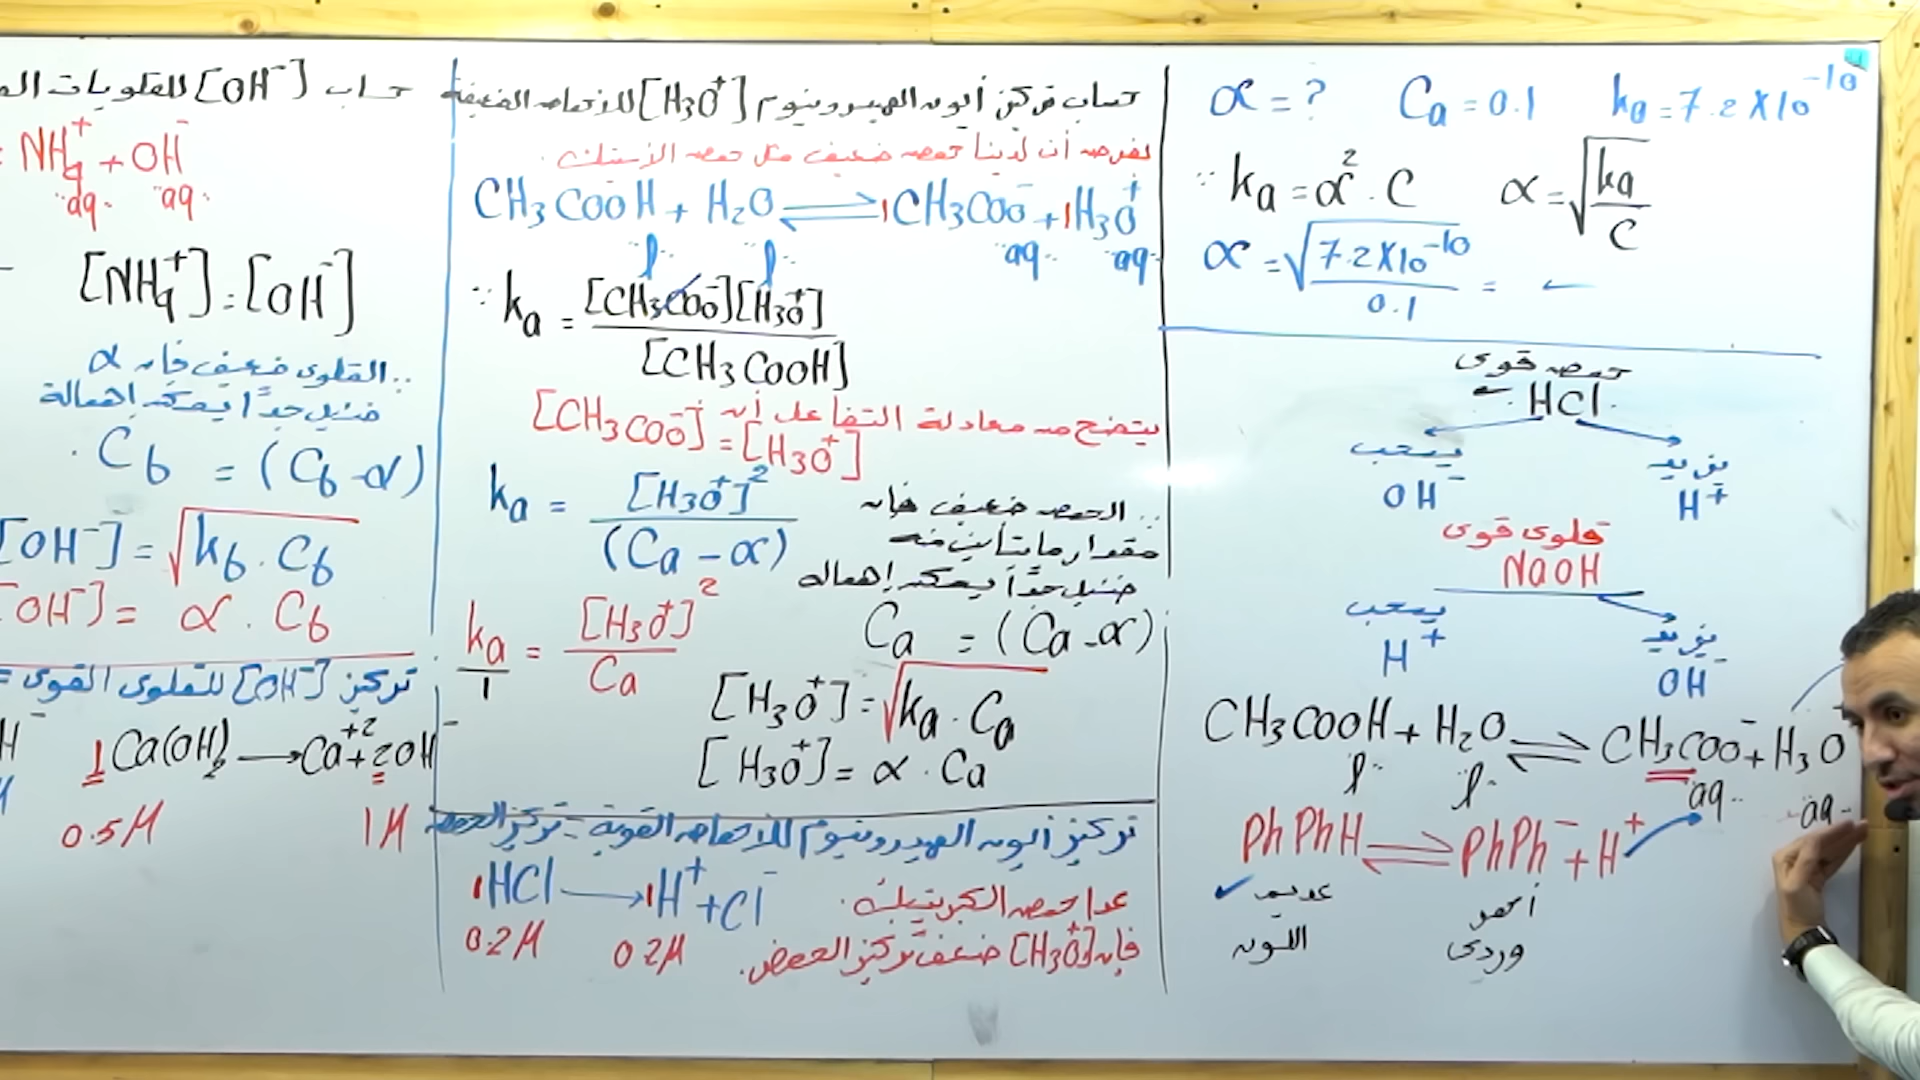 α = ? Ca = 0.1 ka = 7.2 X 10⁻¹⁰
∵ ka = α² . C α = √(ka / C)
α = √(7.2 X 10⁻¹⁰ / 0.1) = ←
حمض قوى
HCl
يسحب يزيد
OH⁻ H⁺
قلوى قوى
NaOH
يسحب يزيد
H⁺ OH⁻
CH₃COOH + H₂O ⇌ CH₃COO⁻ + H₃O
l l aq aq
PhPhH ⇌ PhPh⁻ + H⁺
✓ عديم أحمر
اللون وردى
حساب تركيز أيون الهيدرونيوم [H₃O⁺] للأحماض الضعيفة
نفرض أن لدينا حمض ضعيف مثل حمض الأستيك .
CH₃COOH + H₂O ⇌ 1CH₃COO⁻ + 1H₃O⁺
l l aq aq
∵ ka = [CH₃COO⁻][H₃O⁺] / [CH₃COOH]
يتضح من معادلة التفاعل أن
[CH₃COO⁻] = [H₃O⁺]
ka = [H₃O⁺]² / (Ca - α)
∵ الحمض ضعيف فإن
مقدار ما يتأين منه
ضئيل جداً يمكن إهماله
Ca = (Ca - α)
ka / 1 = [H₃O⁺]² / Ca
[H₃O⁺] = √ka . Ca
[H₃O⁺] = α . Ca
تركيز أيون الهيدرونيوم للأحماض القوية = تركيز الحمض
1HCl → 1H⁺ + Cl⁻
0.2M 0.2M
عدا حمض الكبريتيك .
فإن [H₃O⁺] ضعف تركيز الحمض .
حساب [OH⁻] للقلويات
NH₄⁺ + OH⁻
aq aq
[NH₄⁺] = [OH⁻]
∵ القلوى ضعيف فإن α
ضئيل جداً يمكن إهمالة
Cb = (Cb - α)
[OH⁻] = √kb . Cb
[OH⁻] = α . Cb
تركيز [OH⁻] للقلوى القوى =
1Ca(OH)₂ → Ca⁺² + 2OH⁻
0.5M 1M